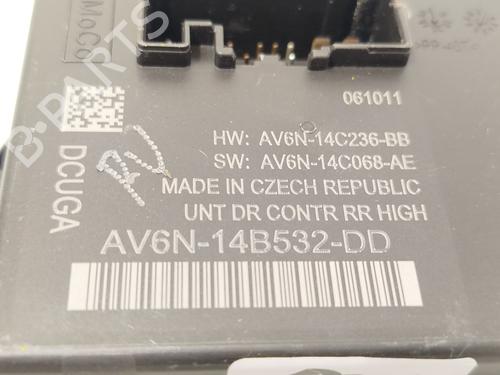 FoMoCo
061011
HW: AV6N-14C236-BB
SW: AV6N-14C068-AE
MADE IN CZECH REPUBLIC
UNT DR CONTR RR HIGH
AV6N-14B532-DD
DCUGA
B-PARTS